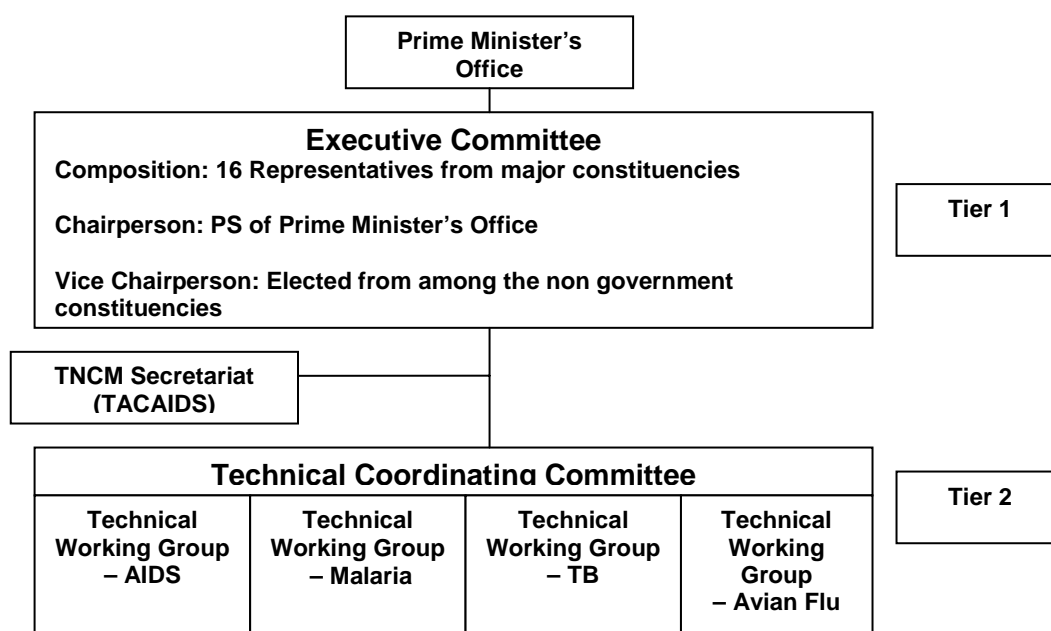 Prime Minister’s
Office
Executive Committee
Composition: 16 Representatives from major constituencies
Chairperson: PS of Prime Minister’s Office
Vice Chairperson: Elected from among the non government
constituencies
Tier 1
TNCM Secretariat
(TACAIDS)
Technical Coordinating Committee
Tier 2
Technical
Working Group
– AIDS
Technical
Working Group
– Malaria
Technical
Working Group
– TB
Technical
Working
Group
– Avian Flu